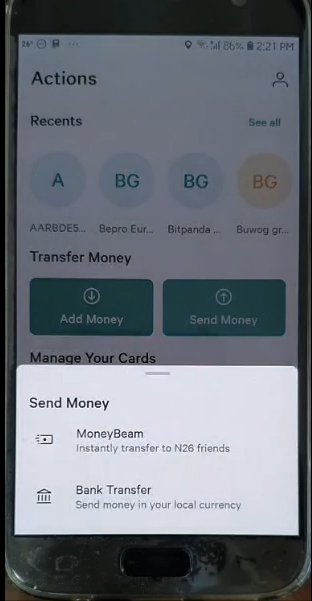 26° 86% 2:21 PM
Actions
Recents See all
A BG BG BG
AARBDE5... Bepro Eur... Bitpanda ... Buwog gr...
Transfer Money
Add Money Send Money
Manage Your Cards
Send Money
MoneyBeam
Instantly transfer to N26 friends
Bank Transfer
Send money in your local currency